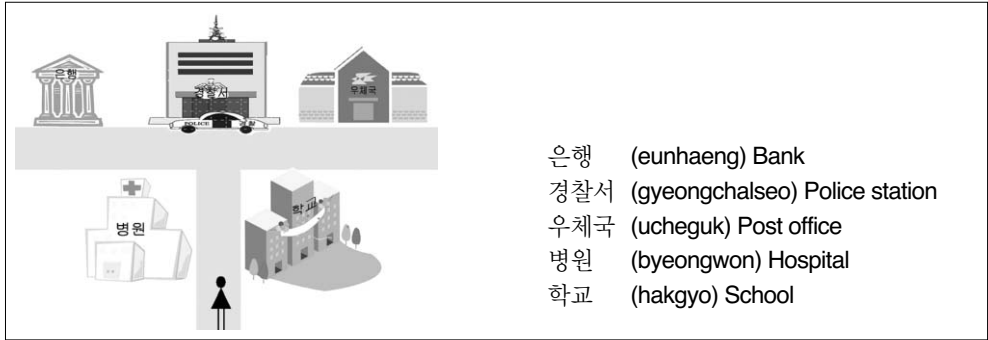 은행
경찰서
우체국
POLICE 경찰
병원
학교
은행 (eunhaeng) Bank
경찰서 (gyeongchalseo) Police station
우체국 (ucheguk) Post office
병원 (byeongwon) Hospital
학교 (hakgyo) School